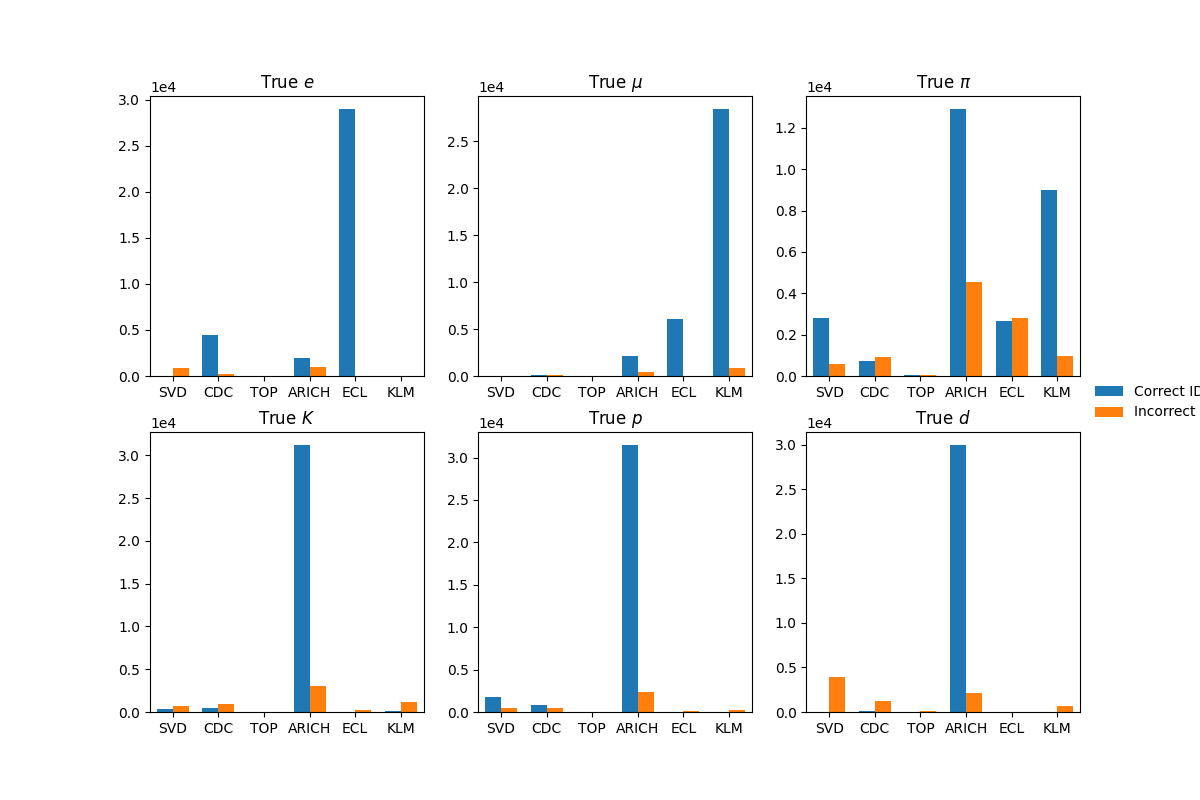 True e
1e4
3.0
2.5
2.0
1.5
1.0
0.5
0.0
SVD CDC TOP ARICH ECL KLM
True μ
1e4
2.5
2.0
1.5
1.0
0.5
0.0
SVD CDC TOP ARICH ECL KLM
True π
1e4
1.2
1.0
0.8
0.6
0.4
0.2
0.0
SVD CDC TOP ARICH ECL KLM
Correct ID
Incorrect
True K
1e4
3.0
2.5
2.0
1.5
1.0
0.5
0.0
SVD CDC TOP ARICH ECL KLM
True p
1e4
3.0
2.5
2.0
1.5
1.0
0.5
0.0
SVD CDC TOP ARICH ECL KLM
True d
1e4
3.0
2.5
2.0
1.5
1.0
0.5
0.0
SVD CDC TOP ARICH ECL KLM